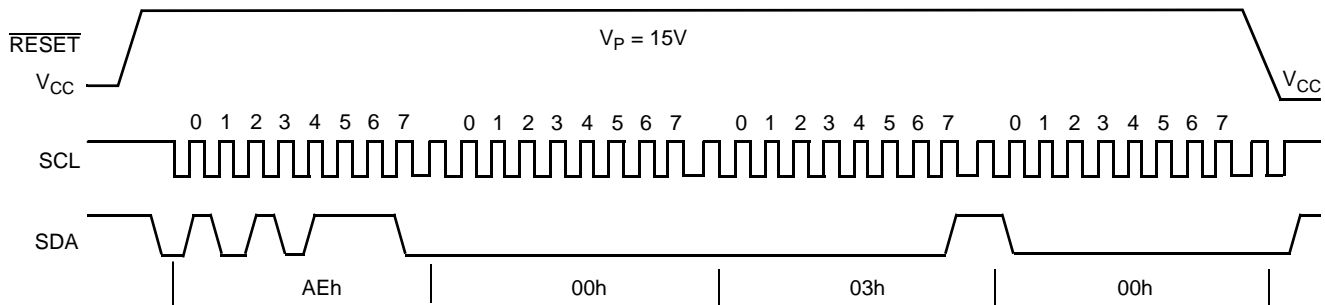 RESET
V_P = 15V
V_CC
V_CC
0 1 2 3 4 5 6 7 0 1 2 3 4 5 6 7 0 1 2 3 4 5 6 7 0 1 2 3 4 5 6 7
SCL
SDA
AEh 00h 03h 00h